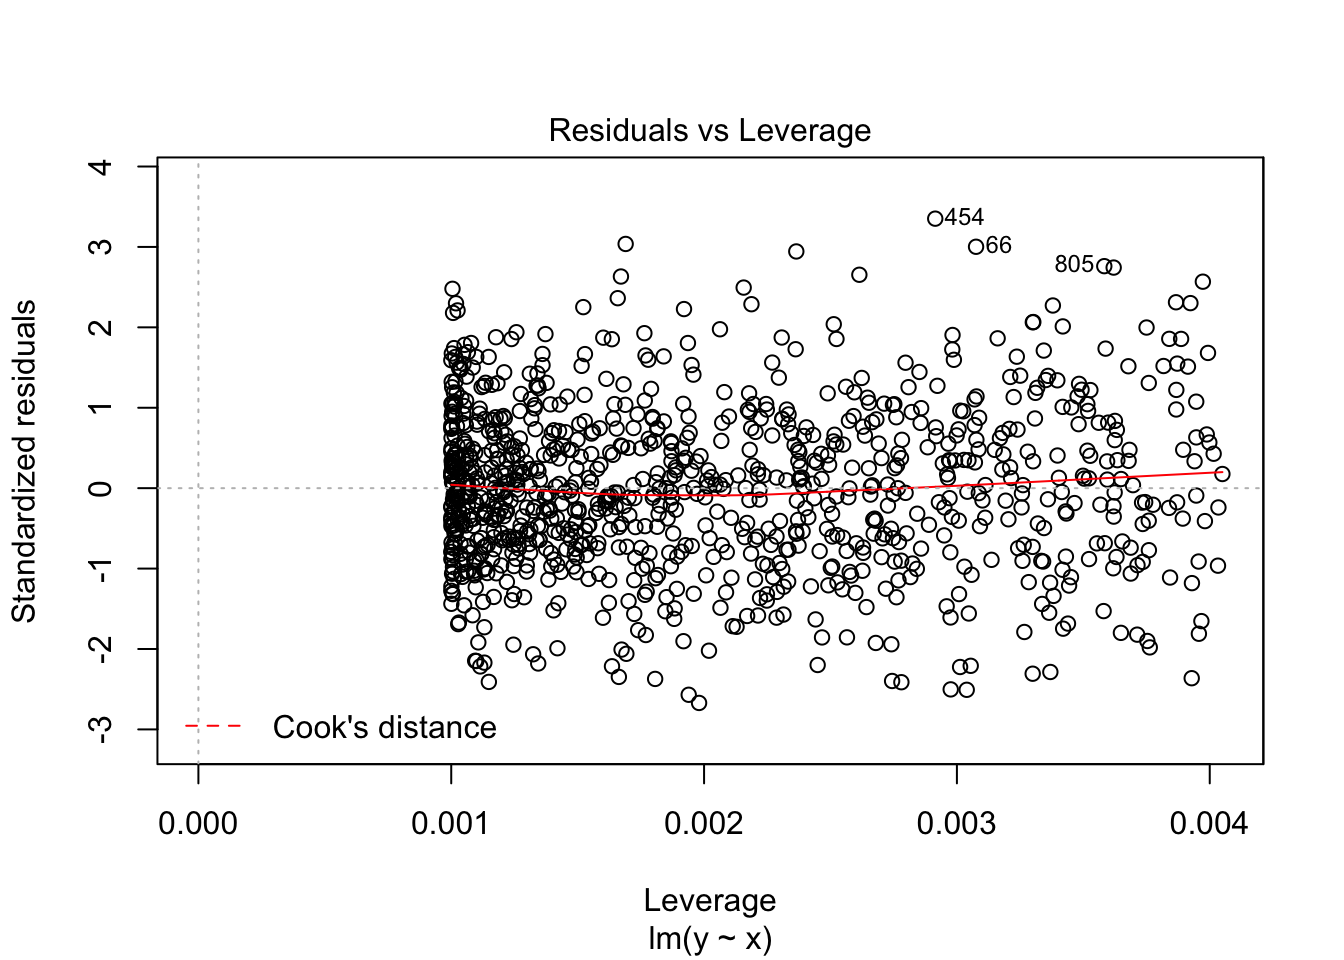 Residuals vs Leverage
Standardized residuals
4
3
2
1
0
-1
-2
-3
454
66
805
Cook's distance
0.000 0.001 0.002 0.003 0.004
Leverage
lm(y ~ x)